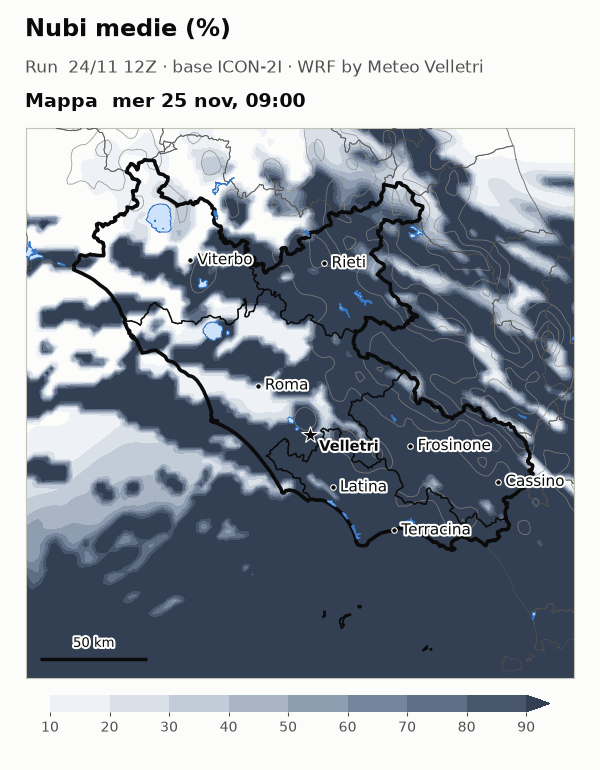 Nubi medie (%)
Run  24/11 12Z · base ICON-2I · WRF by Meteo Velletri
Mappa  mer 25 nov, 09:00
Viterbo
Rieti
Roma
Velletri
Frosinone
Cassino
Latina
Terracina
50 km
10 20 30 40 50 60 70 80 90